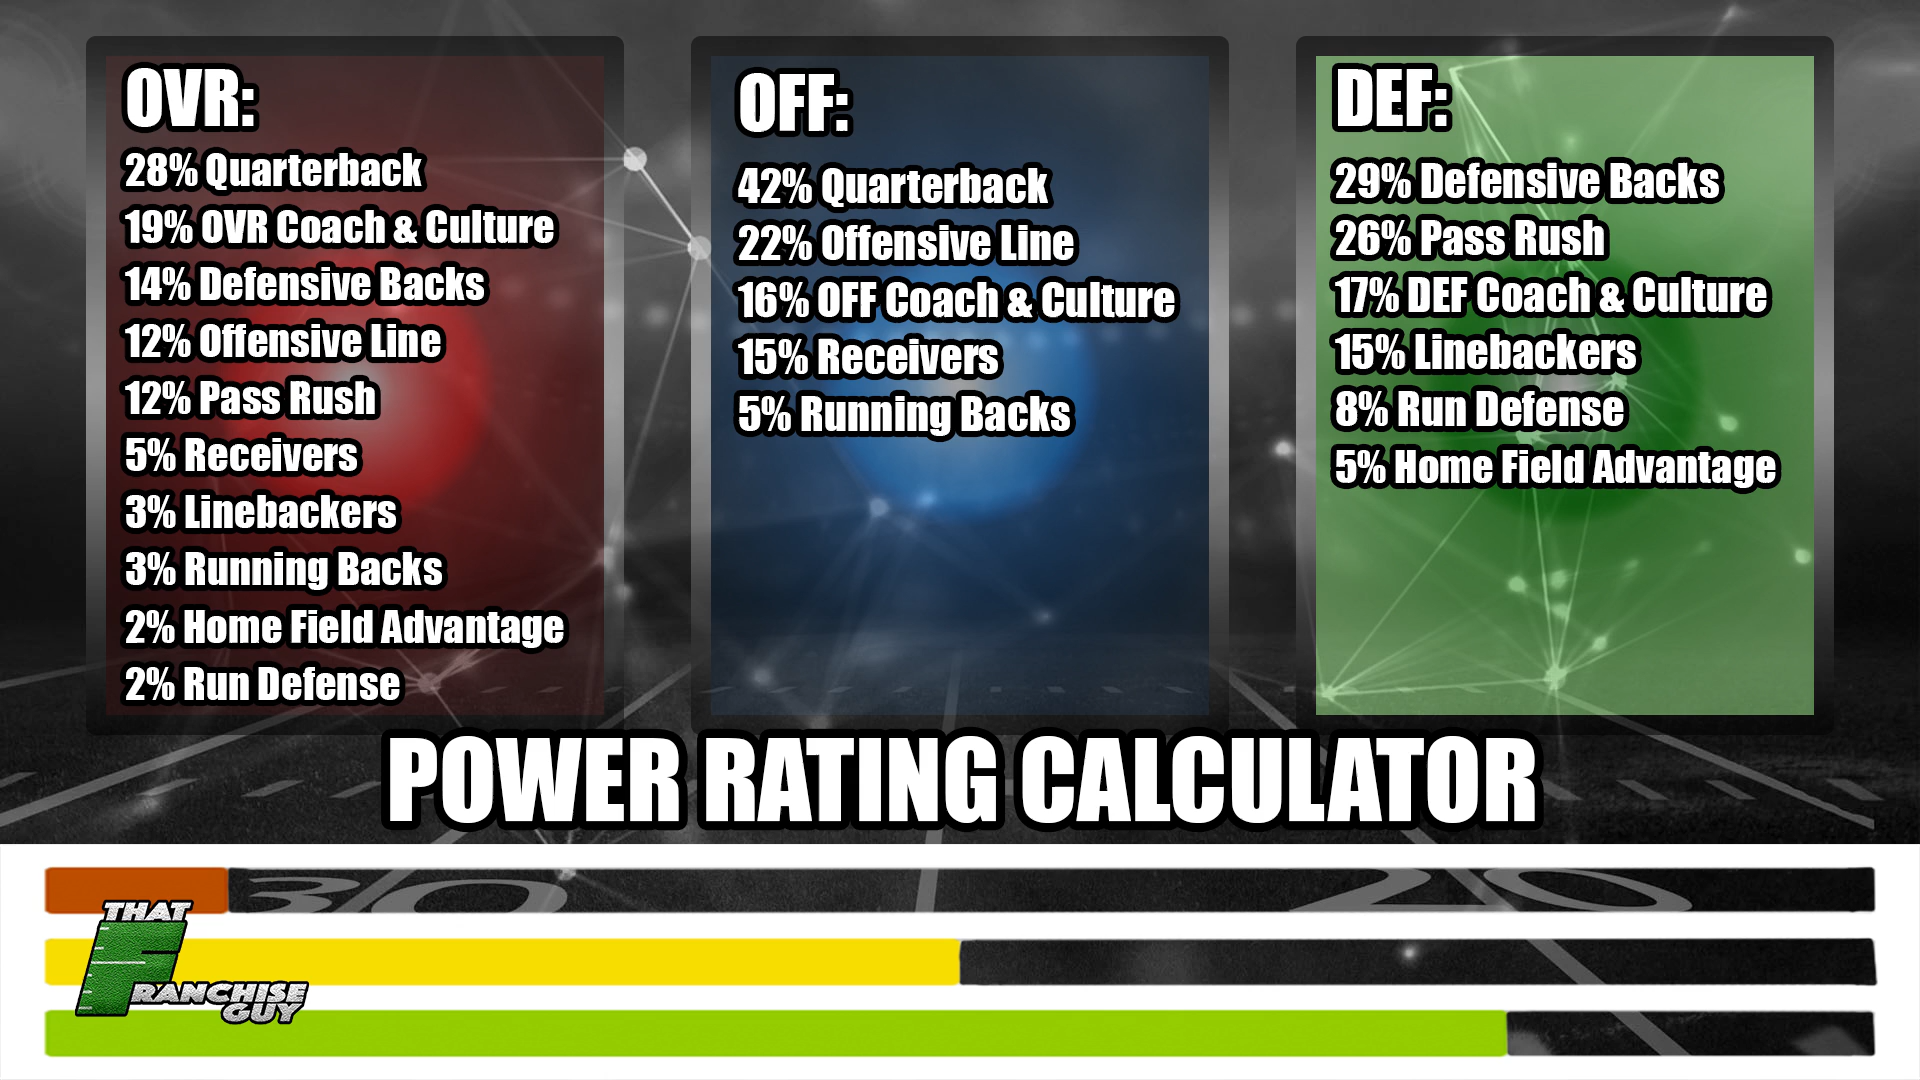 OVR:
28% Quarterback
19% OVR Coach & Culture
14% Defensive Backs
12% Offensive Line
12% Pass Rush
5% Receivers
3% Linebackers
3% Running Backs
2% Home Field Advantage
2% Run Defense
OFF:
42% Quarterback
22% Offensive Line
16% OFF Coach & Culture
15% Receivers
5% Running Backs
DEF:
29% Defensive Backs
26% Pass Rush
17% DEF Coach & Culture
15% Linebackers
8% Run Defense
5% Home Field Advantage
POWER RATING CALCULATOR
30
20
THAT
FRANCHISE
GUY